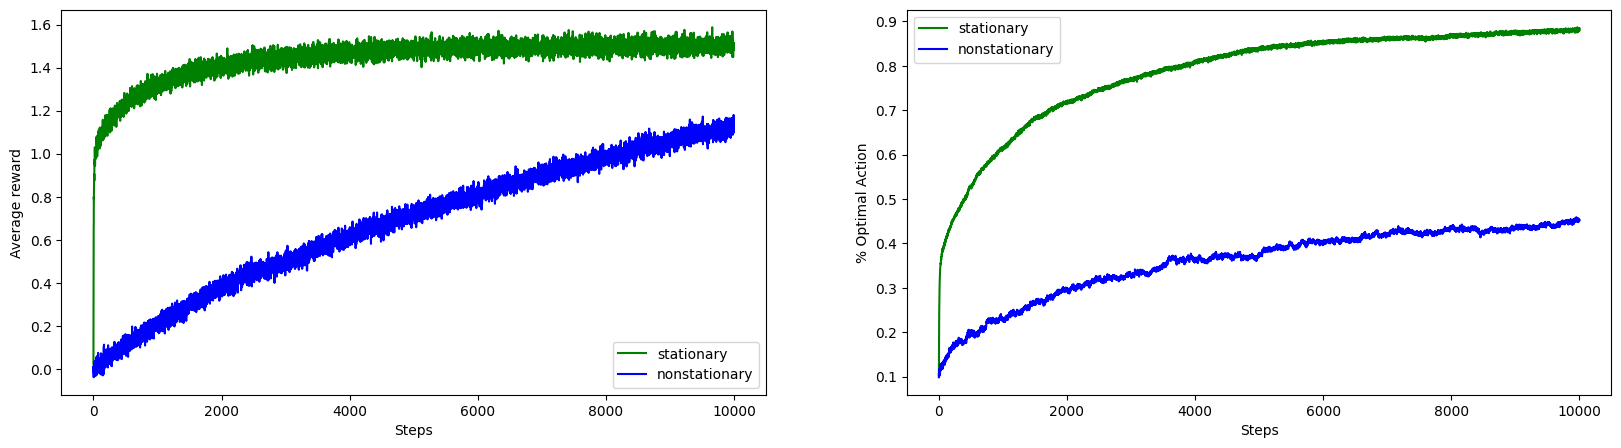 Average reward
1.6
1.4
1.2
1.0
0.8
0.6
0.4
0.2
0.0
stationary
nonstationary
0 2000 4000 6000 8000 10000
Steps
% Optimal Action
0.9
0.8
0.7
0.6
0.5
0.4
0.3
0.2
0.1
stationary
nonstationary
0 2000 4000 6000 8000 10000
Steps